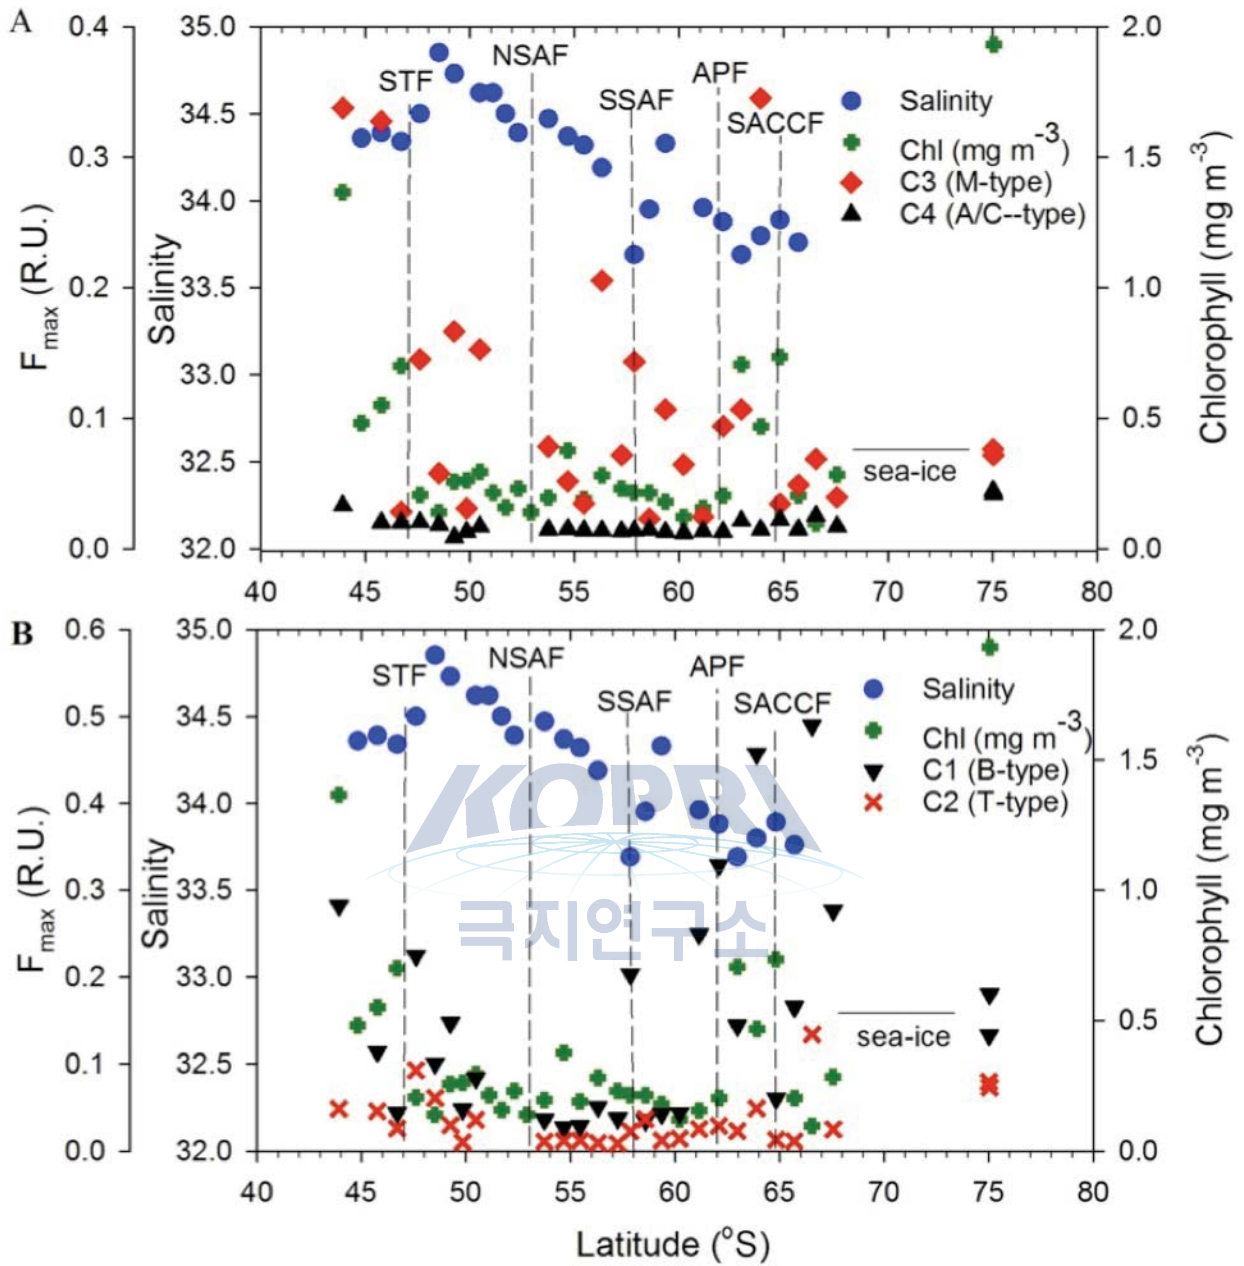 A
0.4
35.0
2.0
NSAF
STF
APF
SSAF
SACCF
Salinity
Chl (mg m-3)
C3 (M-type)
C4 (A/C--type)
34.5
0.3
1.5
34.0
0.2
33.5
1.0
33.0
0.1
0.5
32.5
sea-ice
0.0
32.0
0.0
Fmax (R.U.)
Salinity
Chlorophyll (mg m-3)
40 45 50 55 60 65 70 75 80
B
0.6
35.0
2.0
NSAF
STF
APF
SSAF
SACCF
Salinity
Chl (mg m-3)
C1 (B-type)
C2 (T-type)
0.5
34.5
1.5
KOPRI
0.4
34.0
0.3
33.5
1.0
극지연구소
0.2
33.0
0.5
sea-ice
0.1
32.5
0.0
32.0
0.0
Fmax (R.U.)
Salinity
Chlorophyll (mg m-3)
40 45 50 55 60 65 70 75 80
Latitude (oS)